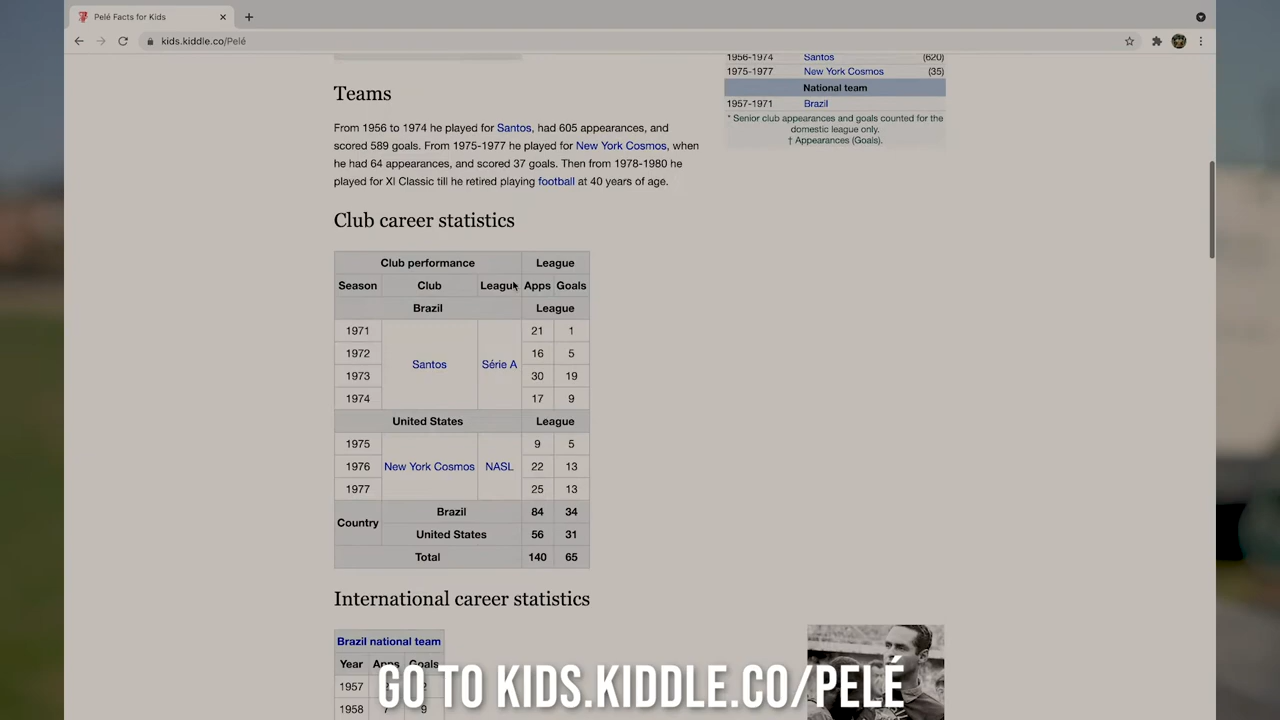 Pelé Facts for Kids
kids.kiddle.co/Pelé
1956-1974 Santos (620)
1975-1977 New York Cosmos (35)
National team
1957-1971 Brazil
* Senior club appearances and goals counted for the
domestic league only.
† Appearances (Goals).
Teams
From 1956 to 1974 he played for Santos, had 605 appearances, and
scored 589 goals. From 1975-1977 he played for New York Cosmos, when
he had 64 appearances, and scored 37 goals. Then from 1978-1980 he
played for XI Classic till he retired playing football at 40 years of age.
Club career statistics
Club performance League
Season Club League Apps Goals
Brazil League
1971 21 1
1972 16 5
Santos Série A
1973 30 19
1974 17 9
United States League
1975 9 5
1976 New York Cosmos NASL 22 13
1977 25 13
Country Brazil 84 34
United States 56 31
Total 140 65
International career statistics
Brazil national team
Year Apps Goals
1957
1958 7 9
GO TO KIDS.KIDDLE.CO/PELÉ